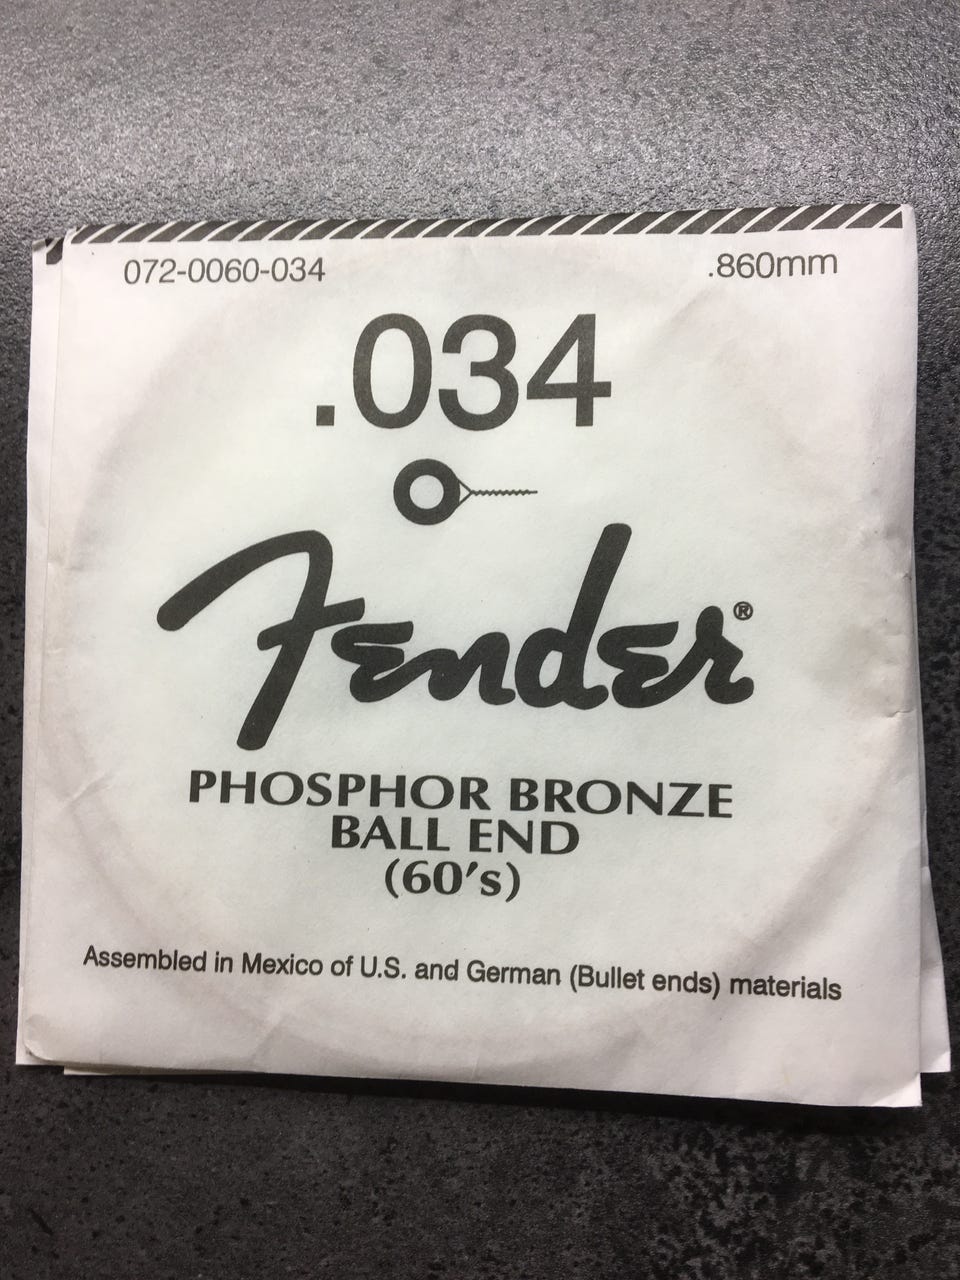 072-0060-034 .860mm
.034
Fender®
PHOSPHOR BRONZE
BALL END
(60's)
Assembled in Mexico of U.S. and German (Bullet ends) materials